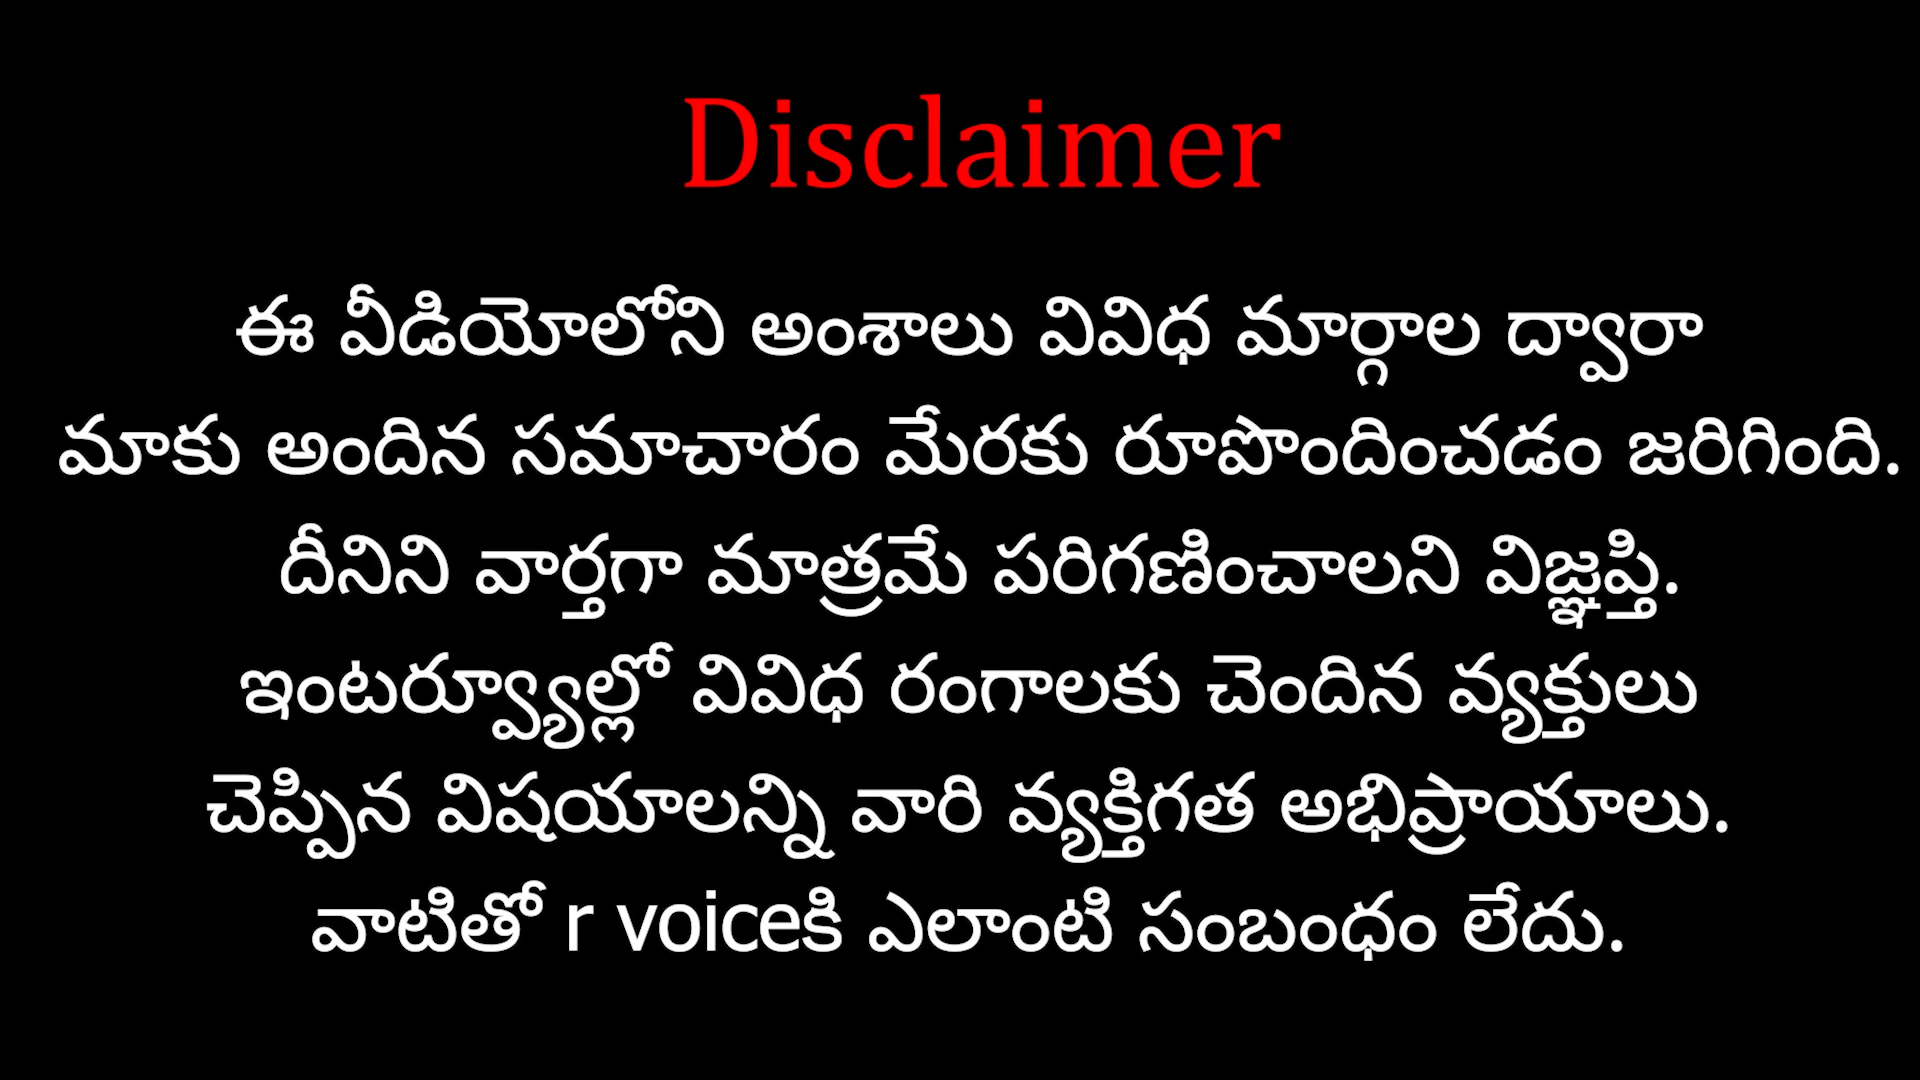 Disclaimer
ఈ వీడియోలోని అంశాలు వివిధ మార్గాల ద్వారా
మాకు అందిన సమాచారం మేరకు రూపొందించడం జరిగింది.
దీనిని వార్తగా మాత్రమే పరిగణించాలని విజ్ఞప్తి.
ఇంటర్వ్యూల్లో వివిధ రంగాలకు చెందిన వ్యక్తులు
చెప్పిన విషయాలన్ని వారి వ్యక్తిగత అభిప్రాయాలు.
వాటితో r voiceకి ఎలాంటి సంబంధం లేదు.